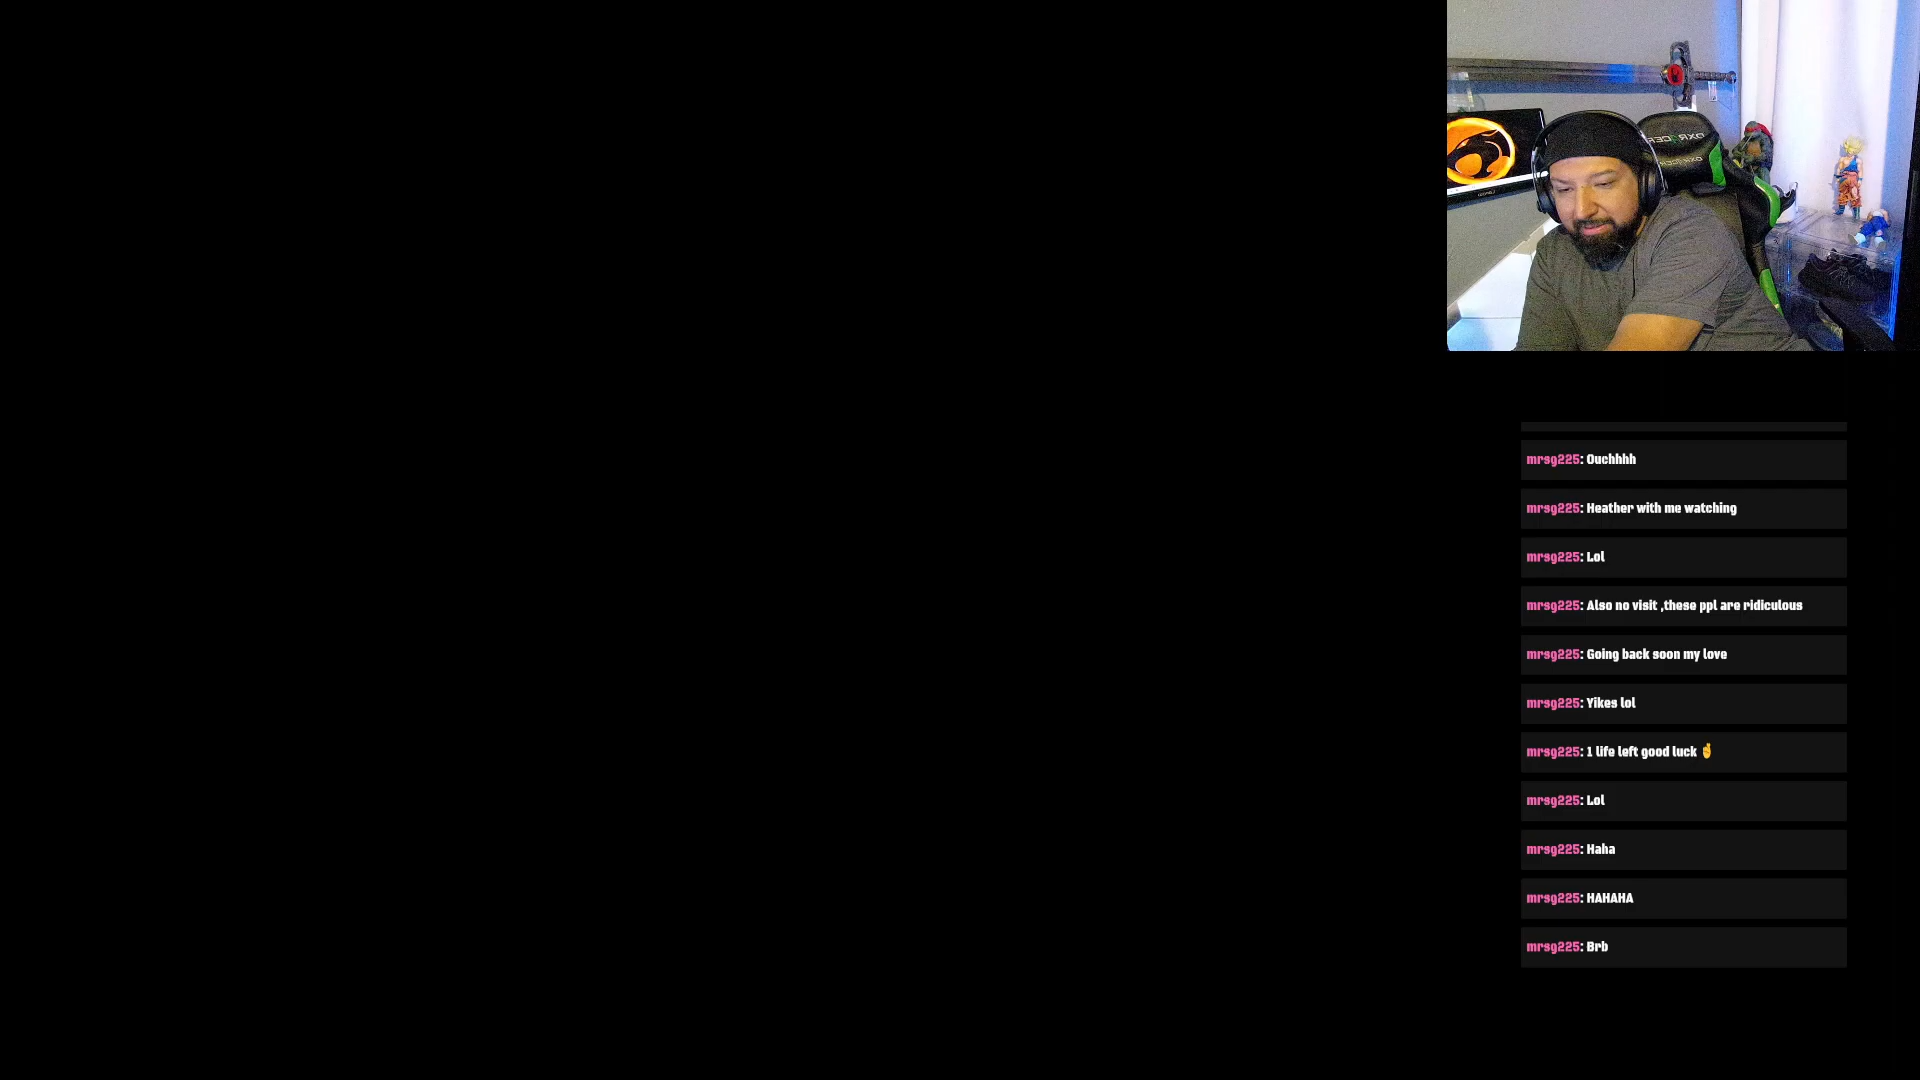 DXRACER
mrsg225: Ouchhhh
mrsg225: Heather with me watching
mrsg225: Lol
mrsg225: Also no visit ,these ppl are ridiculous
mrsg225: Going back soon my love
mrsg225: Yikes lol
mrsg225: 1 life left good luck 🤞
mrsg225: Lol
mrsg225: Haha
mrsg225: HAHAHA
mrsg225: Brb